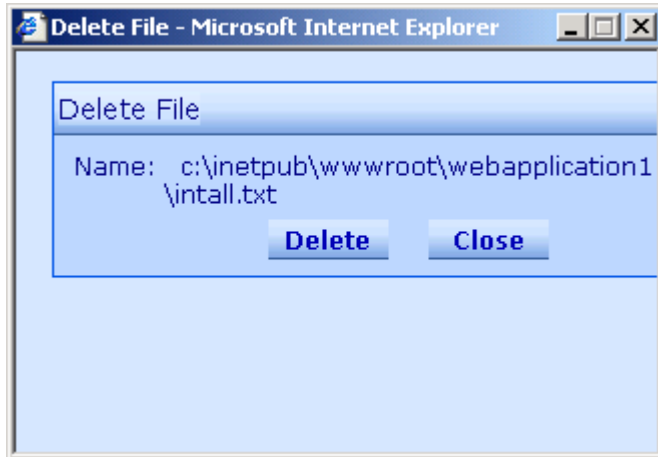 Delete File - Microsoft Internet Explorer
Delete File
Name: c:\inetpub\wwwroot\webapplication1
\intall.txt
Delete Close